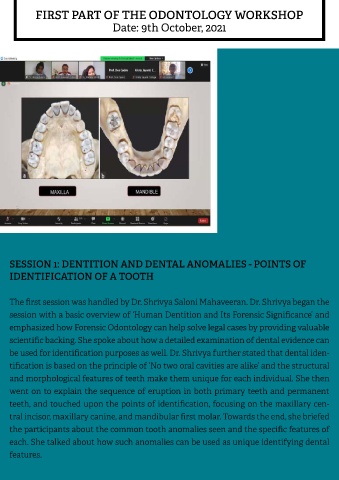 FIRST PART OF THE ODONTOLOGY WORKSHOP
Date: 9th October, 2021
a
b
MAXILLA
MANDIBLE
SESSION 1: DENTITION AND DENTAL ANOMALIES - POINTS OF
IDENTIFICATION OF A TOOTH
The first session was handled by Dr. Shrivya Saloni Mahaveeran. Dr. Shrivya began the
session with a basic overview of 'Human Dentition and Its Forensic Significance' and
emphasized how Forensic Odontology can help solve legal cases by providing valuable
scientific backing. She spoke about how a detailed examination of dental evidence can
be used for identification purposes as well. Dr. Shrivya further stated that dental iden-
tification is based on the principle of 'No two oral cavities are alike' and the structural
and morphological features of teeth make them unique for each individual. She then
went on to explain the sequence of eruption in both primary teeth and permanent
teeth, and touched upon the points of identification, focusing on the maxillary cen-
tral incisor, maxillary canine, and mandibular first molar. Towards the end, she briefed
the participants about the common tooth anomalies seen and the specific features of
each. She talked about how such anomalies can be used as unique identifying dental
features.